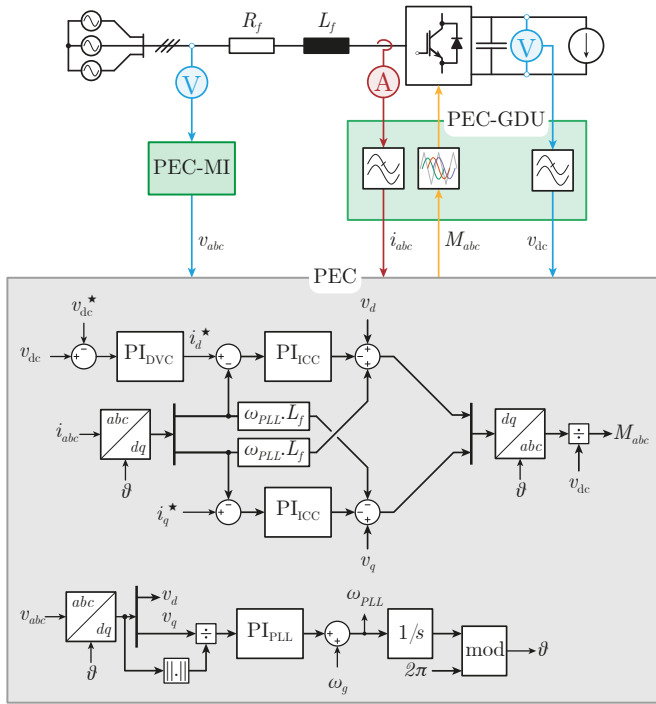 R_f L_f
V A V
PEC-GDU
PEC-MI
v_abc i_abc M_abc v_dc
PEC
v_dc^★ v_d
v_dc + − PI_DVC i_d^★ + − PI_ICC − + +
i_abc abc dq ω_PLL.L_f dq abc ÷ M_abc
ω_PLL.L_f
ϑ ϑ v_dc
i_q^★ + − PI_ICC − − +
v_q
v_abc abc dq v_d
v_q ÷ PI_PLL + + ω_PLL 1/s mod ϑ
ϑ ||.|| ω_g 2π